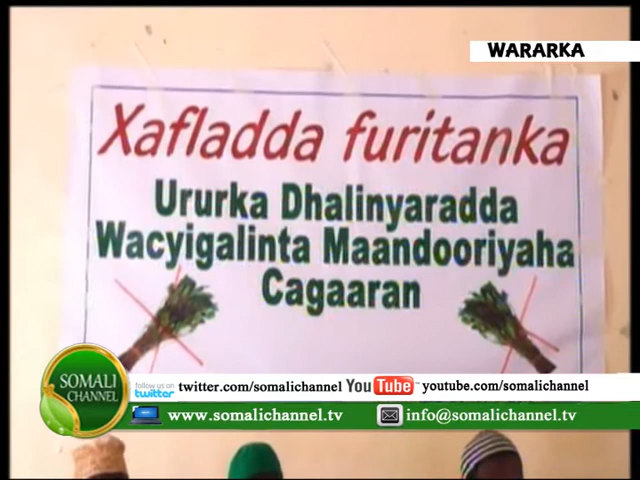 WARARKA
Xafladda furitanka
Ururka Dhalinyaradda
Wacyigalinta Maandooriyaha
Cagaaran
SOMALI
CHANNEL
follow us on
twitter
twitter.com/somalichannel
YouTube
youtube.com/somalichannel
www.somalichannel.tv
info@somalichannel.tv